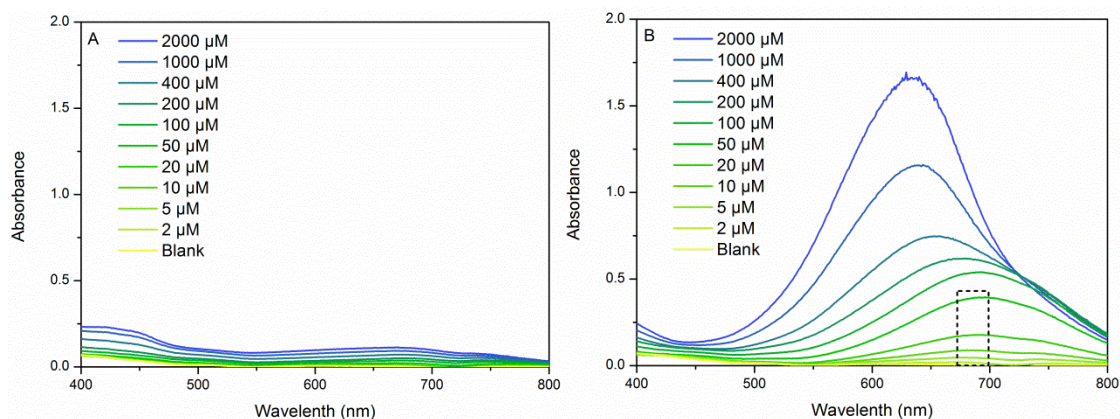 A
2000 µM
1000 µM
400 µM
200 µM
100 µM
50 µM
20 µM
10 µM
5 µM
2 µM
Blank
2.0
1.5
1.0
0.5
0.0
Absorbance
400
500
600
700
800
Wavelenth (nm)
B
2000 µM
1000 µM
400 µM
200 µM
100 µM
50 µM
20 µM
10 µM
5 µM
2 µM
Blank
2.0
1.5
1.0
0.5
0.0
Absorbance
400
500
600
700
800
Wavelenth (nm)